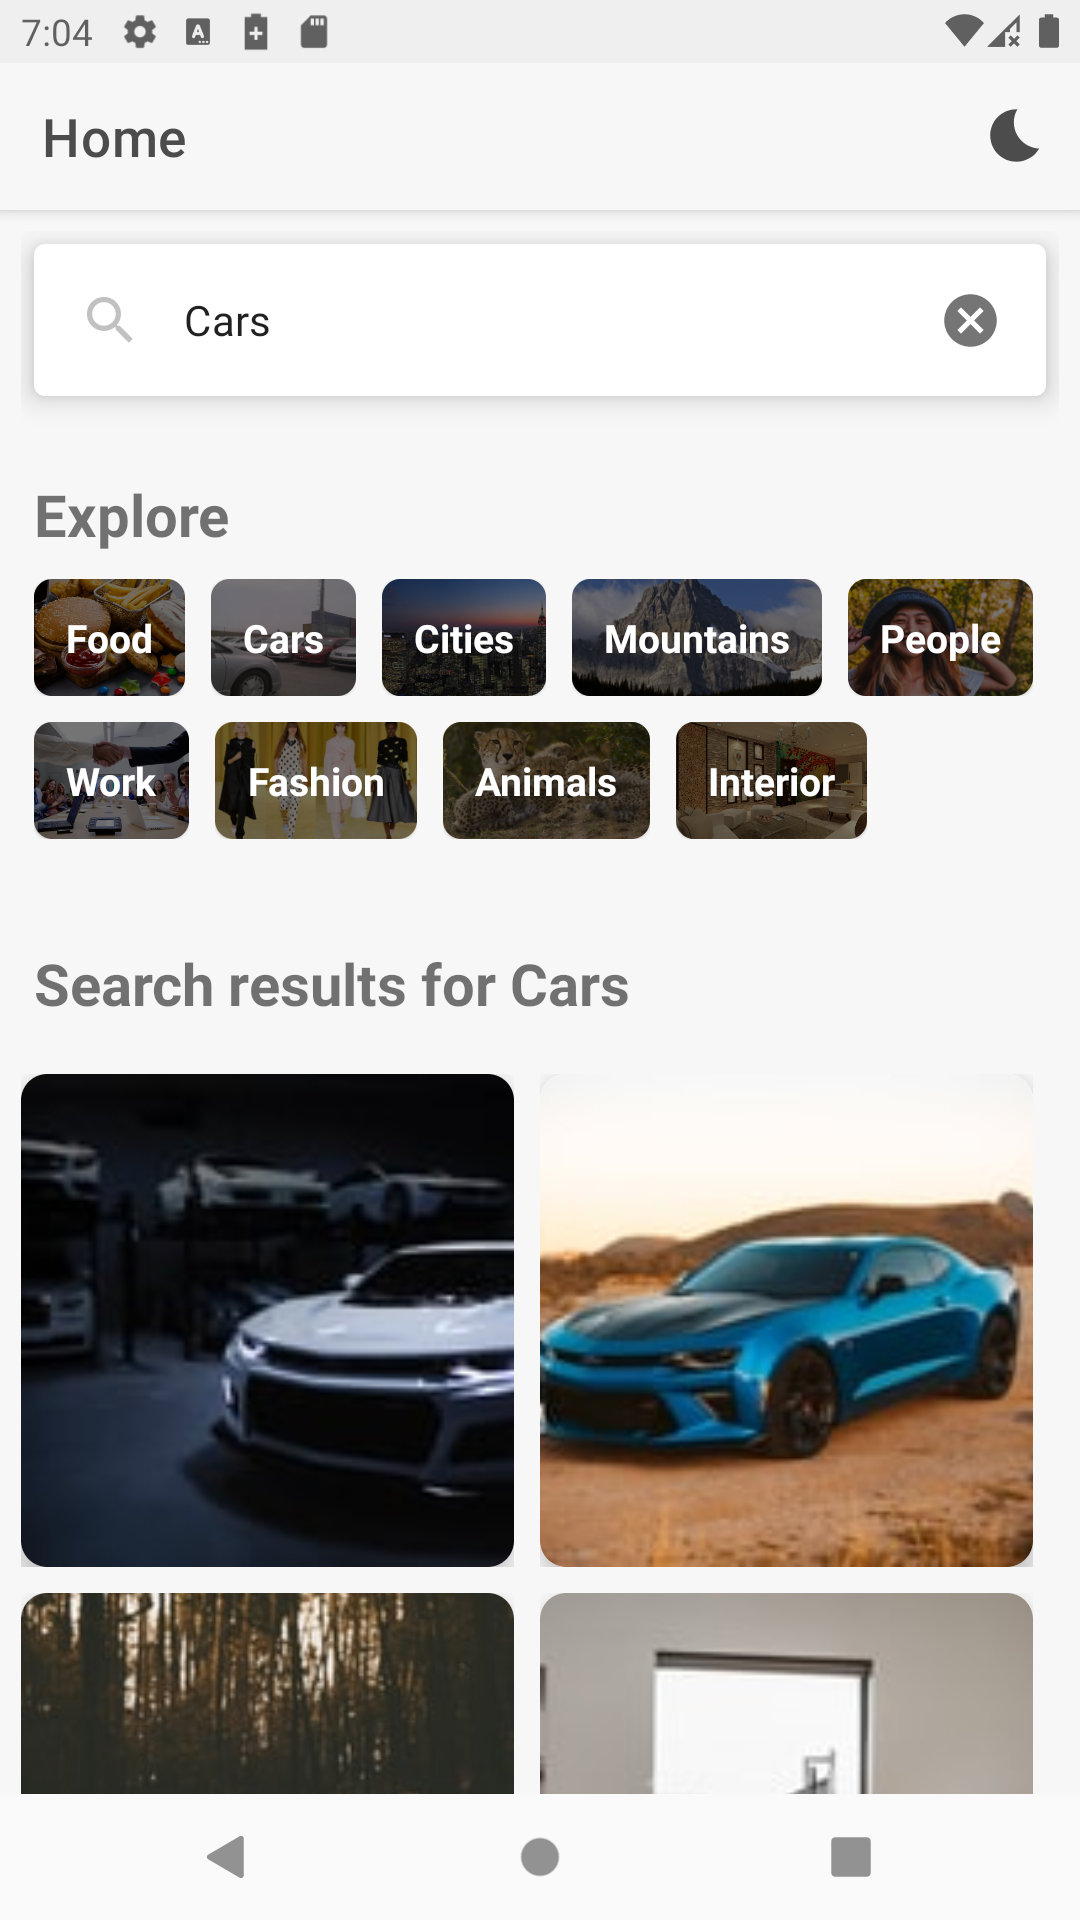 7:04
Home
Cars
Explore
Food Cars Cities Mountains People
Work Fashion Animals Interior
Search results for Cars